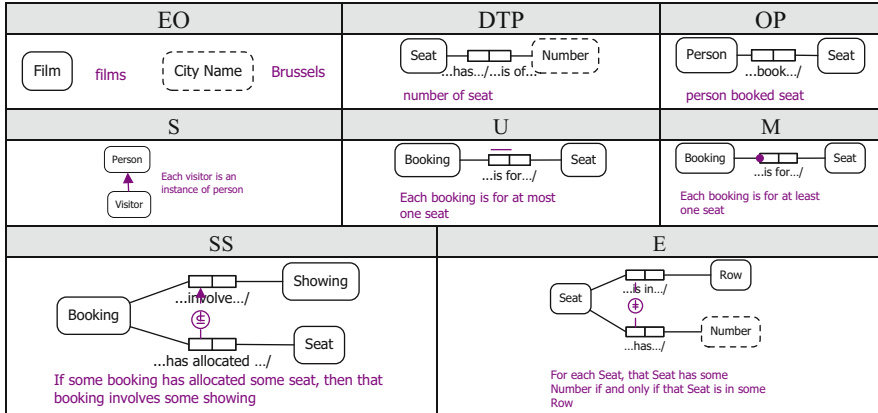 EO
DTP
OP
Film
films
City Name
Brussels
Seat
Number
...has.../...is of...
number of seat
Person
Seat
...book.../
person booked seat
S
U
M
Person
Each visitor is an
instance of person
Visitor
Booking
Seat
...is for.../
Each booking is for at most
one seat
Booking
Seat
...is for.../
Each booking is for at least
one seat
SS
E
Showing
...involve.../
Booking
Seat
...has allocated .../
If some booking has allocated some seat, then that
booking involves some showing
Row
...is in.../
Seat
Number
...has.../
For each Seat, that Seat has some
Number if and only if that Seat is in some
Row